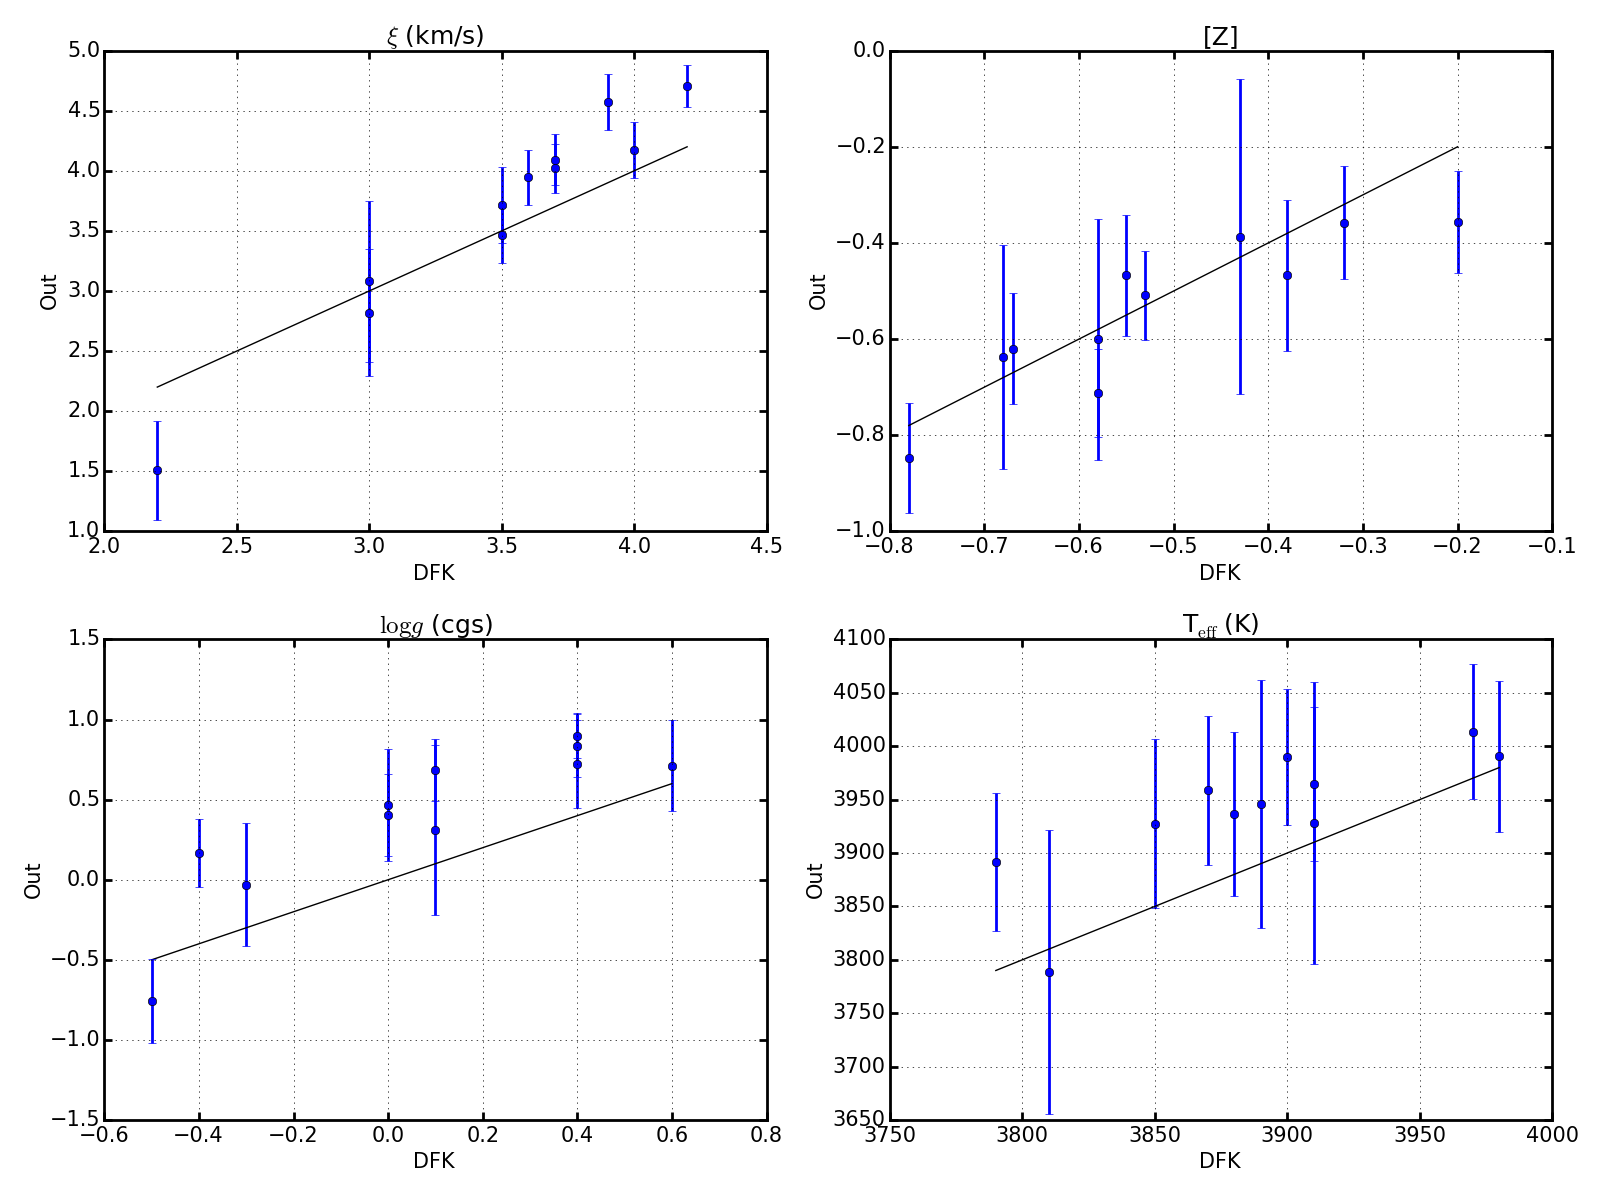 ξ (km/s)
5.0
4.5
4.0
3.5
3.0
2.5
2.0
1.5
1.0
Out
2.0 2.5 3.0 3.5 4.0 4.5
DFK
[Z]
0.0
−0.2
−0.4
−0.6
−0.8
−1.0
Out
−0.8 −0.7 −0.6 −0.5 −0.4 −0.3 −0.2 −0.1
DFK
log g (cgs)
1.5
1.0
0.5
0.0
−0.5
−1.0
−1.5
Out
−0.6 −0.4 −0.2 0.0 0.2 0.4 0.6 0.8
DFK
Teff (K)
4100
4050
4000
3950
3900
3850
3800
3750
3700
3650
Out
3750 3800 3850 3900 3950 4000
DFK